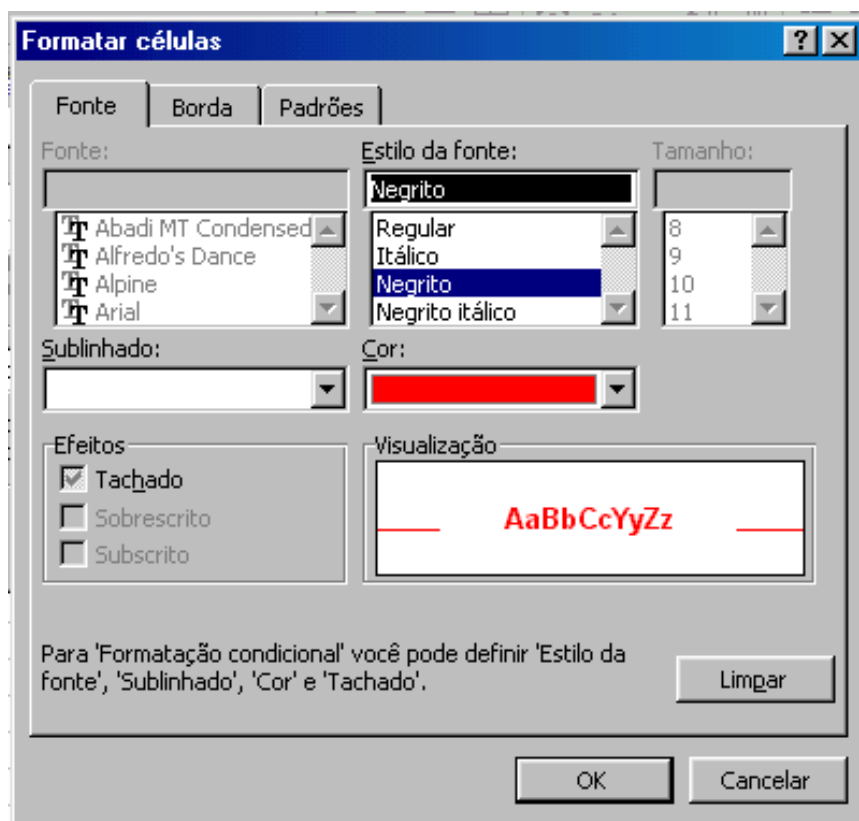 Formatar células
Fonte Borda Padrões
Fonte: Estilo da fonte: Tamanho:
Negrito
Abadi MT Condensed Regular 8
Alfredo's Dance Itálico 9
Alpine Negrito 10
Arial Negrito itálico 11
Sublinhado: Cor:
Efeitos Visualização
Tachado
Sobrescrito AaBbCcYyZz
Subscrito
Para 'Formatação condicional' você pode definir 'Estilo da
fonte', 'Sublinhado', 'Cor' e 'Tachado'.
Limpar
OK Cancelar